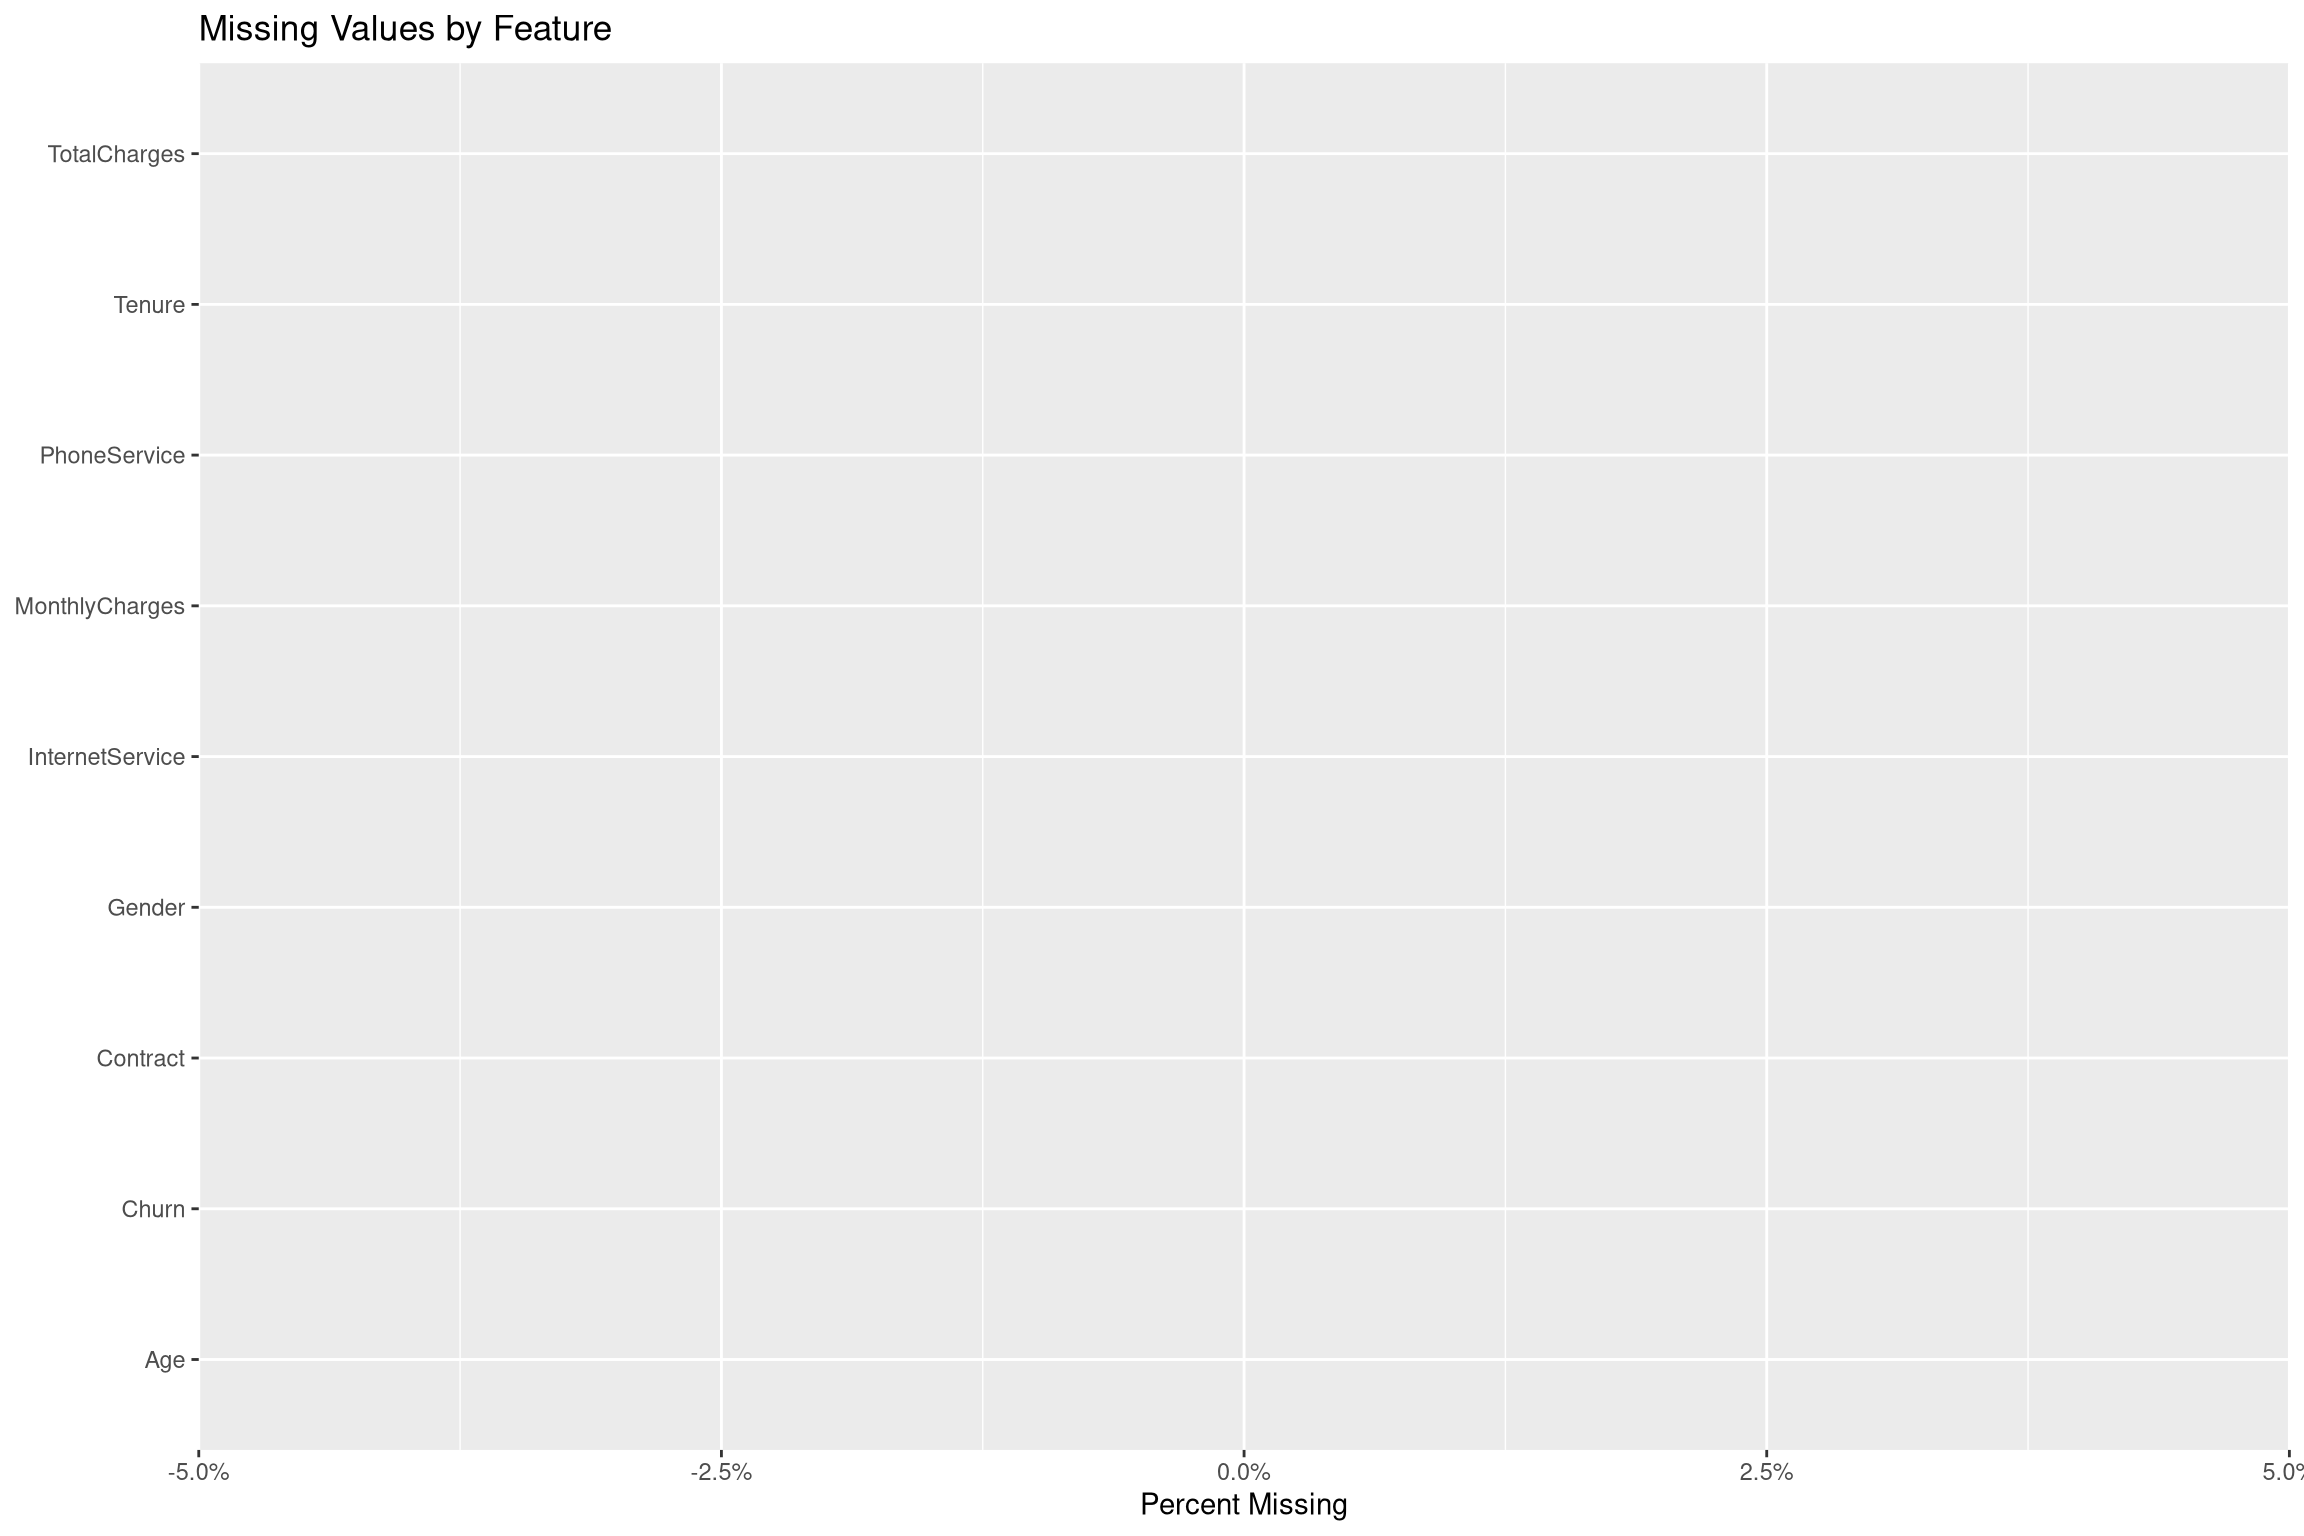 Missing Values by Feature
TotalCharges
Tenure
PhoneService
MonthlyCharges
InternetService
Gender
Contract
Churn
Age
-5.0% -2.5% 0.0% 2.5% 5.0%
Percent Missing